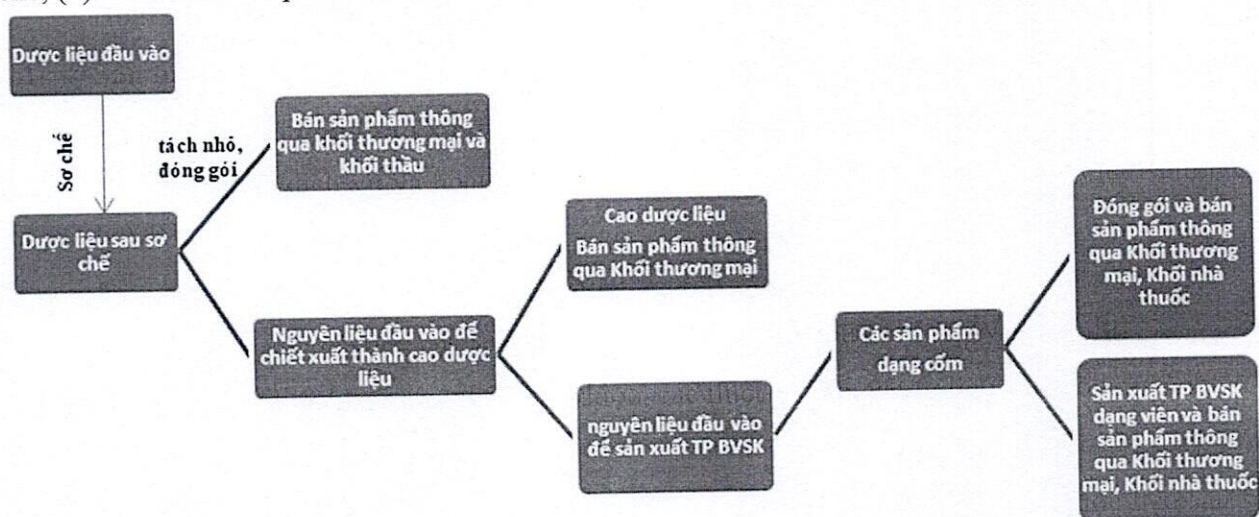 Dược liệu đầu vào
Sơ chế
tách nhỏ,
đóng gói
Bán sản phẩm thông
qua khối thương mại và
khối thầu
Dược liệu sau sơ
chế
Nguyên liệu đầu vào để
chiết xuất thành cao dược
liệu
Cao dược liệu
Bán sản phẩm thông
qua Khối thương mại
nguyên liệu đầu vào
để sản xuất TP BVSK
Các sản phẩm
dạng cốm
Đóng gói và bán
sản phẩm thông
qua Khối thương
mại, Khối nhà
thuốc
Sản xuất TP BVSK
dạng viên và bán
sản phẩm thông
qua Khối thương
mại, Khối nhà thuốc